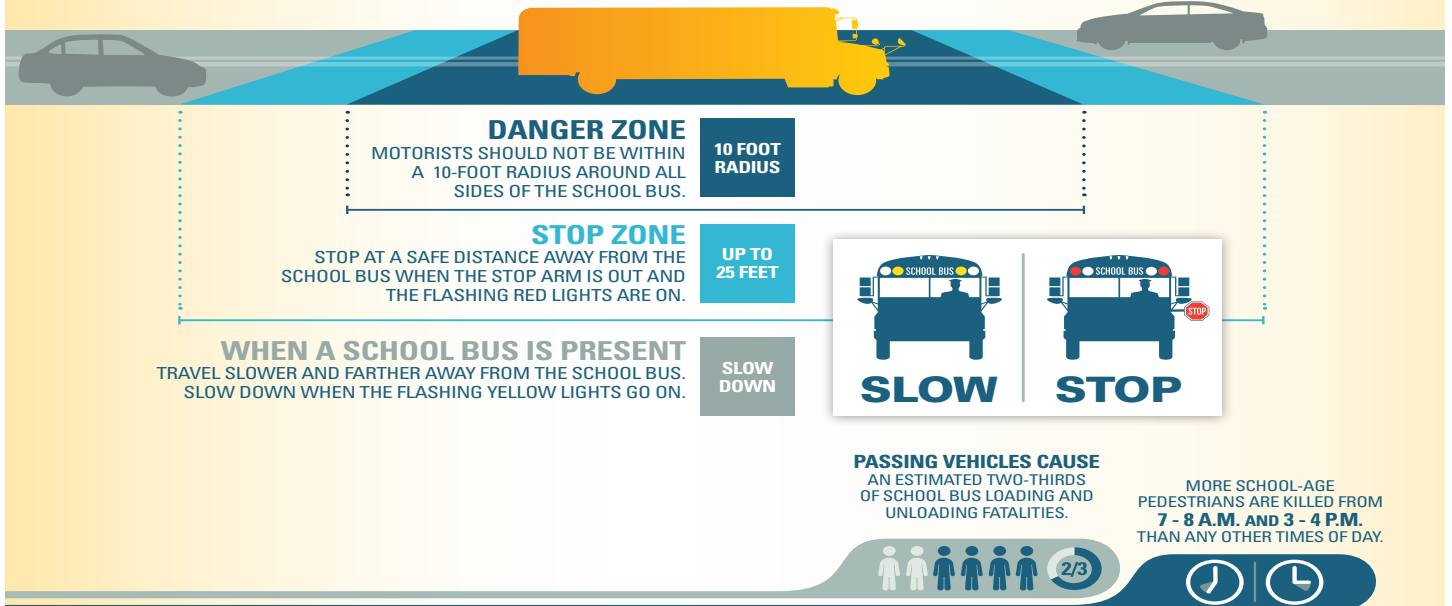 DANGER ZONE
MOTORISTS SHOULD NOT BE WITHIN
A 10-FOOT RADIUS AROUND ALL
SIDES OF THE SCHOOL BUS.
10 FOOT
RADIUS
STOP ZONE
STOP AT A SAFE DISTANCE AWAY FROM THE
SCHOOL BUS WHEN THE STOP ARM IS OUT AND
THE FLASHING RED LIGHTS ARE ON.
UP TO
25 FEET
WHEN A SCHOOL BUS IS PRESENT
TRAVEL SLOWER AND FARTHER AWAY FROM THE SCHOOL BUS.
SLOW DOWN WHEN THE FLASHING YELLOW LIGHTS GO ON.
SLOW
DOWN
SCHOOL BUS
SLOW
SCHOOL BUS
STOP
STOP
PASSING VEHICLES CAUSE
AN ESTIMATED TWO-THIRDS
OF SCHOOL BUS LOADING AND
UNLOADING FATALITIES.
2/3
MORE SCHOOL-AGE
PEDESTRIANS ARE KILLED FROM
7 - 8 A.M. AND 3 - 4 P.M.
THAN ANY OTHER TIMES OF DAY.